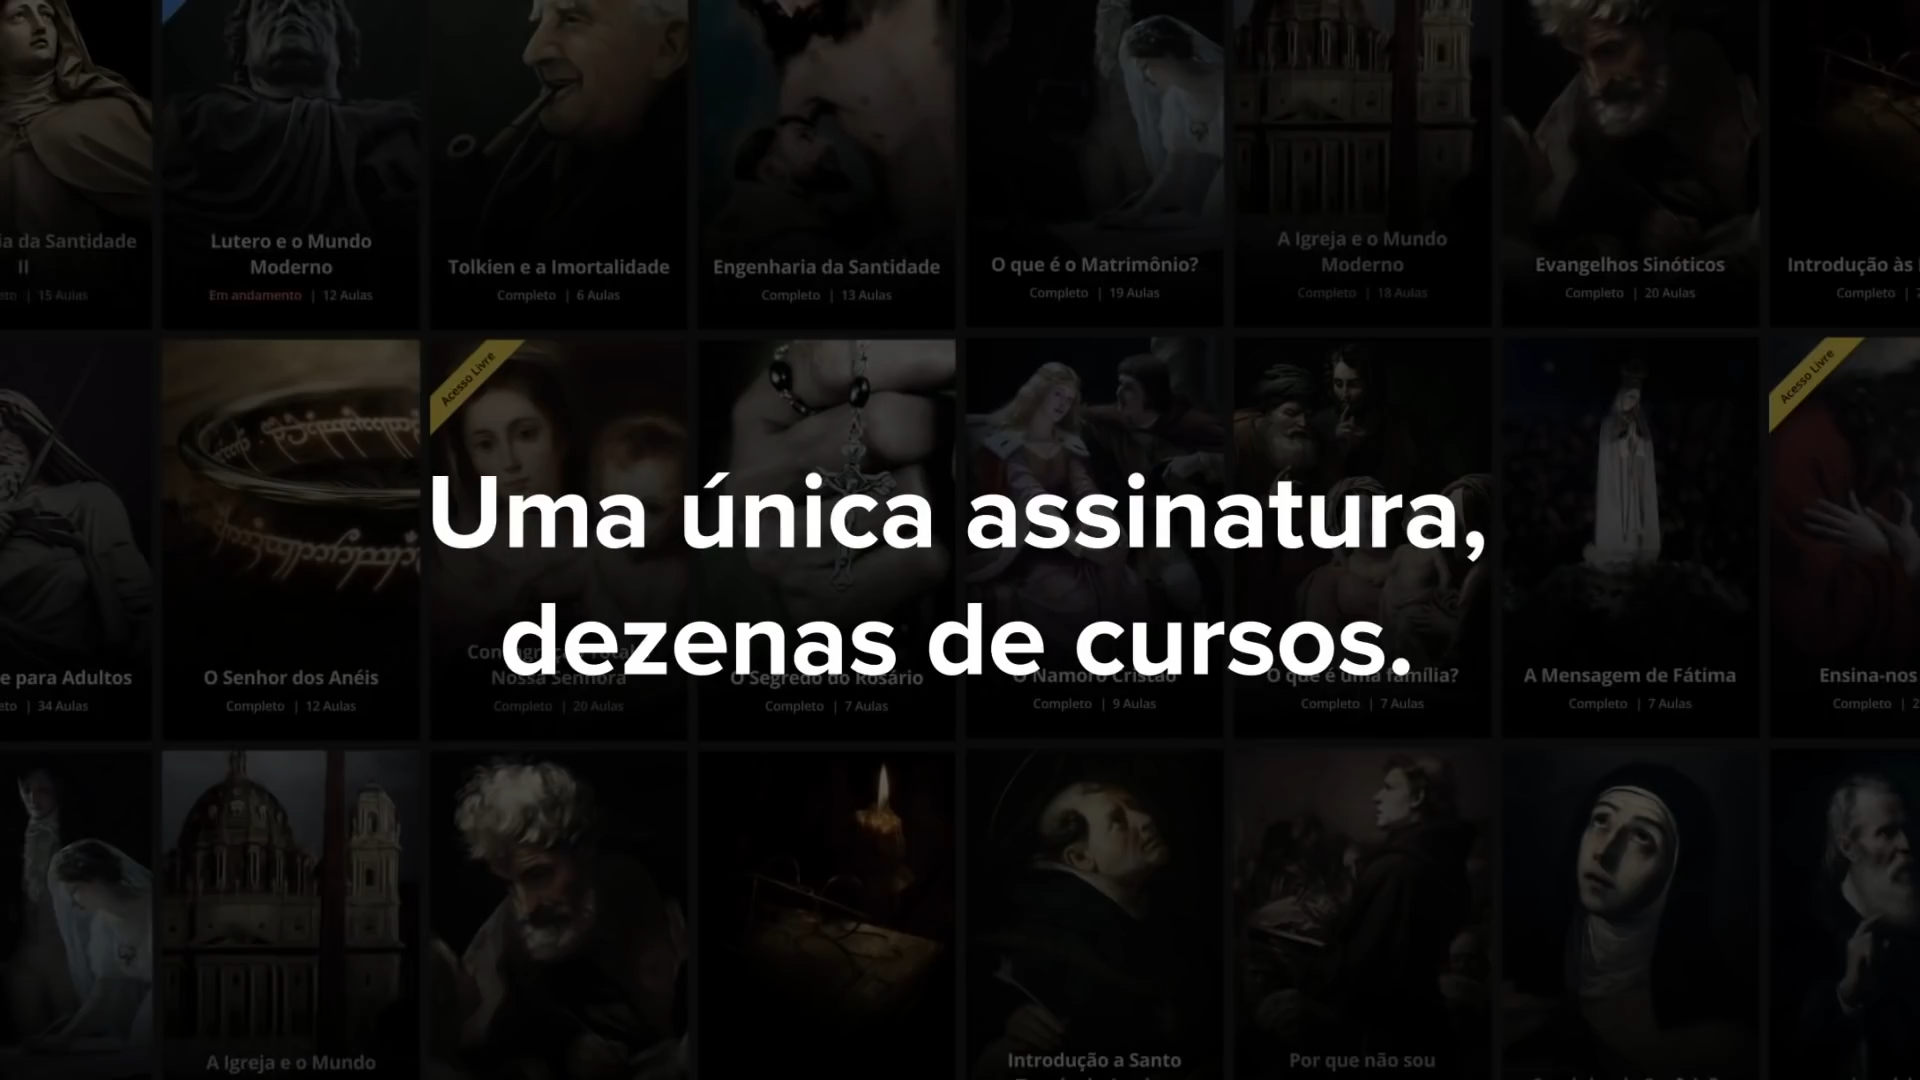 ia da Santidade
II
15 Aulas
Lutero e o Mundo
Moderno
Em andamento | 12 Aulas
Tolkien e a Imortalidade
Completo | 6 Aulas
Engenharia da Santidade
Completo | 13 Aulas
O que é o Matrimônio?
Completo | 19 Aulas
A Igreja e o Mundo
Moderno
Completo | 18 Aulas
Evangelhos Sinóticos
Completo | 20 Aulas
Introdução às
Completo | 7
Acesso Livre
Acesso Livre
Uma única assinatura,
dezenas de cursos.
e para Adultos
eto | 34 Aulas
O Senhor dos Anéis
Completo | 12 Aulas
Nossa Senhora
Completo | 20 Aulas
O Segredo do Rosário
Completo | 7 Aulas
O Namoro Cristão
Completo | 9 Aulas
O que é uma família?
Completo | 7 Aulas
A Mensagem de Fátima
Completo | 7 Aulas
Ensina-nos
Completo | 2
A Igreja e o Mundo
Introdução a Santo
Por que não sou